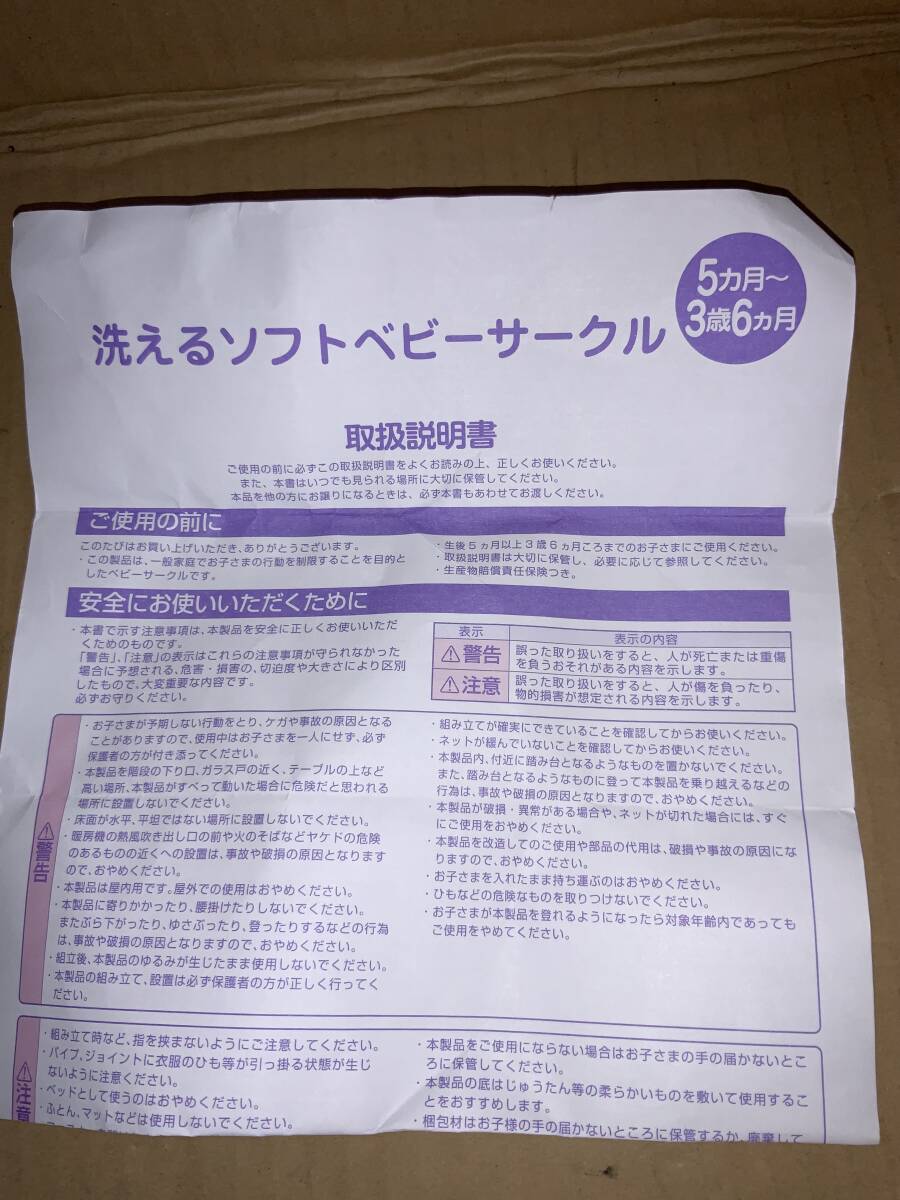 5カ月～
3歳6カ月
洗えるソフトベビーサークル
取扱説明書
ご使用の前に必ずこの取扱説明書をよくお読みの上、正しくお使いください。
また、本書はいつでも見られる場所に大切に保管してください。
本品を他の方にお譲りになるときは、必ず本書もあわせてお渡しください。
ご使用の前に
このたびはお買い上げいただき、ありがとうございます。
・この製品は、一般家庭でお子さまの行動を制限することを目的と
したベビーサークルです。
・生後５ヵ月以上３歳６ヵ月ころまでのお子さまにご使用ください。
・取扱説明書は大切に保管し、必要に応じて参照してください。
・生産物賠償責任保険つき。
安全にお使いいただくために
・本書で示す注意事項は、本製品を安全に正しくお使いいただ
くためのものです。
「警告」、「注意」の表示はこれらの注意事項が守られなかった
場合に予想される、危害・損害の、切迫度や大きさにより区別
したもので、大変重要な内容です。
必ずお守りください。
表示 表示の内容
⚠警告 誤った取り扱いをすると、人が死亡または重傷
を負うおそれがある内容を示します。
⚠注意 誤った取り扱いをすると、人が傷を負ったり、
物的損害が想定される内容を示します。
⚠警告
・お子さまが予期しない行動をとり、ケガや事故の原因となる
ことがありますので、使用中はお子さまを一人にせず、必ず
保護者の方が付き添ってください。
・本製品を階段の下り口、ガラス戸の近く、テーブルの上など
高い場所、本製品がすべって動いた場合に危険だと思われる
場所に設置しないでください。
・床面が水平、平坦ではない場所に設置しないでください。
・暖房機の熱風吹き出し口の前や火のそばなどヤケドの危険
のあるものの近くへの設置は、事故や破損の原因となります
ので、おやめください。
・本製品は屋内用です。屋外での使用はおやめください。
・本製品に寄りかかったり、腰掛けたりしないでください。
またぶら下がったり、ゆさぶったり、登ったりするなどの行為
は、事故や破損の原因となりますので、おやめください。
・組立後、本製品のゆるみが生じたまま使用しないでください。
・本製品の組み立て、設置は必ず保護者の方が正しく行ってく
ださい。
・組み立てが確実にできていることを確認してからお使いください。
・ネットが緩んでいないことを確認してからお使いください。
・本製品内、付近に踏み台となるようなものを置かないでください。
また、踏み台となるようなものに登って本製品を乗り越えるなどの
行為は、事故や破損の原因となりますので、おやめください。
・本製品が破損・異常がある場合や、ネットが切れた場合には、すぐ
にご使用をおやめください。
・本製品を改造してのご使用や部品の代用は、破損や事故の原因にな
りますので、おやめください。
・お子さまを入れたまま持ち運ぶのはおやめください。
・ひもなどの危険なものを取りつけないでください。
・お子さまが本製品を登れるようになったら対象年齢内であっても
ご使用をやめてください。
⚠注意
・組み立て時など、指を挟まないようにご注意してください。
・パイプ、ジョイントに衣服のひも等が引っ掛る状態が生じ
ないように注意ください。
・ベッドとして使うのはおやめください。
・ふとん、マットなどは使用しないでください。
・本製品をご使用にならない場合はお子さまの手の届かないとこ
ろに保管してください。
・本製品の底はじゅうたん等の柔らかいものを敷いて使用するこ
とをおすすめします。
・梱包材はお子様の手の届かないところに保管するか、廃棄して